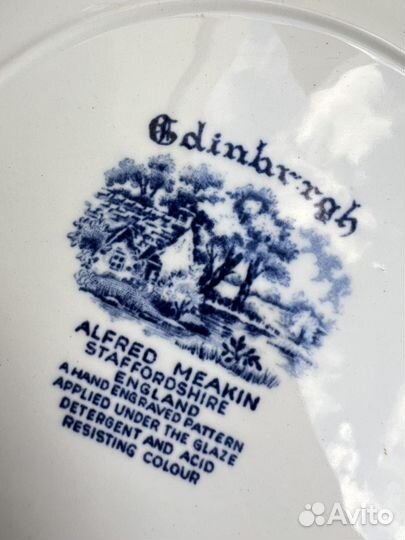 Edinburgh
ALFRED MEAKIN
STAFFORDSHIRE
ENGLAND
A HAND ENGRAVED PATTERN
APPLIED UNDER THE GLAZE
DETERGENT AND ACID
RESISTING COLOUR
Avito